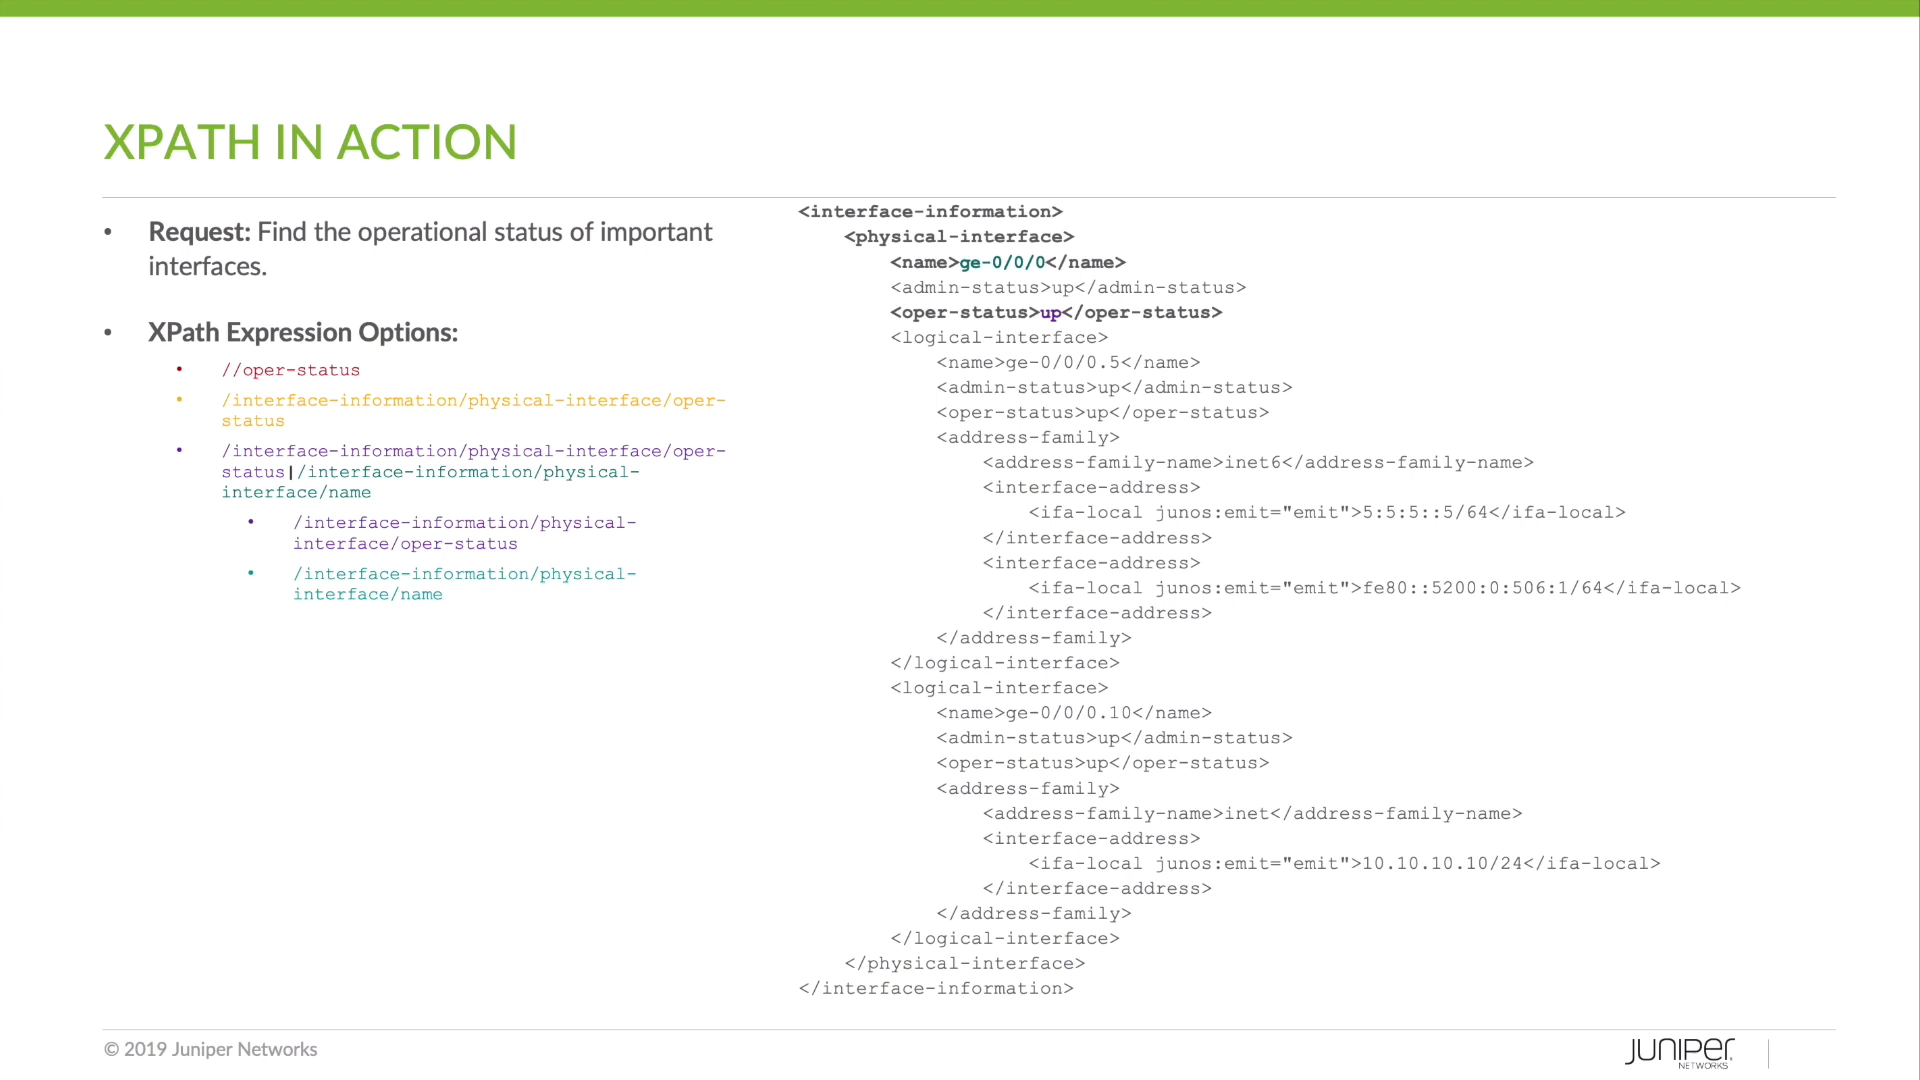 XPATH IN ACTION
• Request: Find the operational status of important
interfaces.
• XPath Expression Options:
• //oper-status
• /interface-information/physical-interface/oper-
status
• /interface-information/physical-interface/oper-
status|/interface-information/physical-
interface/name
• /interface-information/physical-
interface/oper-status
• /interface-information/physical-
interface/name
<interface-information>
    <physical-interface>
        <name>ge-0/0/0</name>
        <admin-status>up</admin-status>
        <oper-status>up</oper-status>
        <logical-interface>
            <name>ge-0/0/0.5</name>
            <admin-status>up</admin-status>
            <oper-status>up</oper-status>
            <address-family>
                <address-family-name>inet6</address-family-name>
                <interface-address>
                    <ifa-local junos:emit="emit">5:5:5::5/64</ifa-local>
                </interface-address>
                <interface-address>
                    <ifa-local junos:emit="emit">fe80::5200:0:506:1/64</ifa-local>
                </interface-address>
            </address-family>
        </logical-interface>
        <logical-interface>
            <name>ge-0/0/0.10</name>
            <admin-status>up</admin-status>
            <oper-status>up</oper-status>
            <address-family>
                <address-family-name>inet</address-family-name>
                <interface-address>
                    <ifa-local junos:emit="emit">10.10.10.10/24</ifa-local>
                </interface-address>
            </address-family>
        </logical-interface>
    </physical-interface>
</interface-information>
© 2019 Juniper Networks
JUNIPEr
NETWORKS